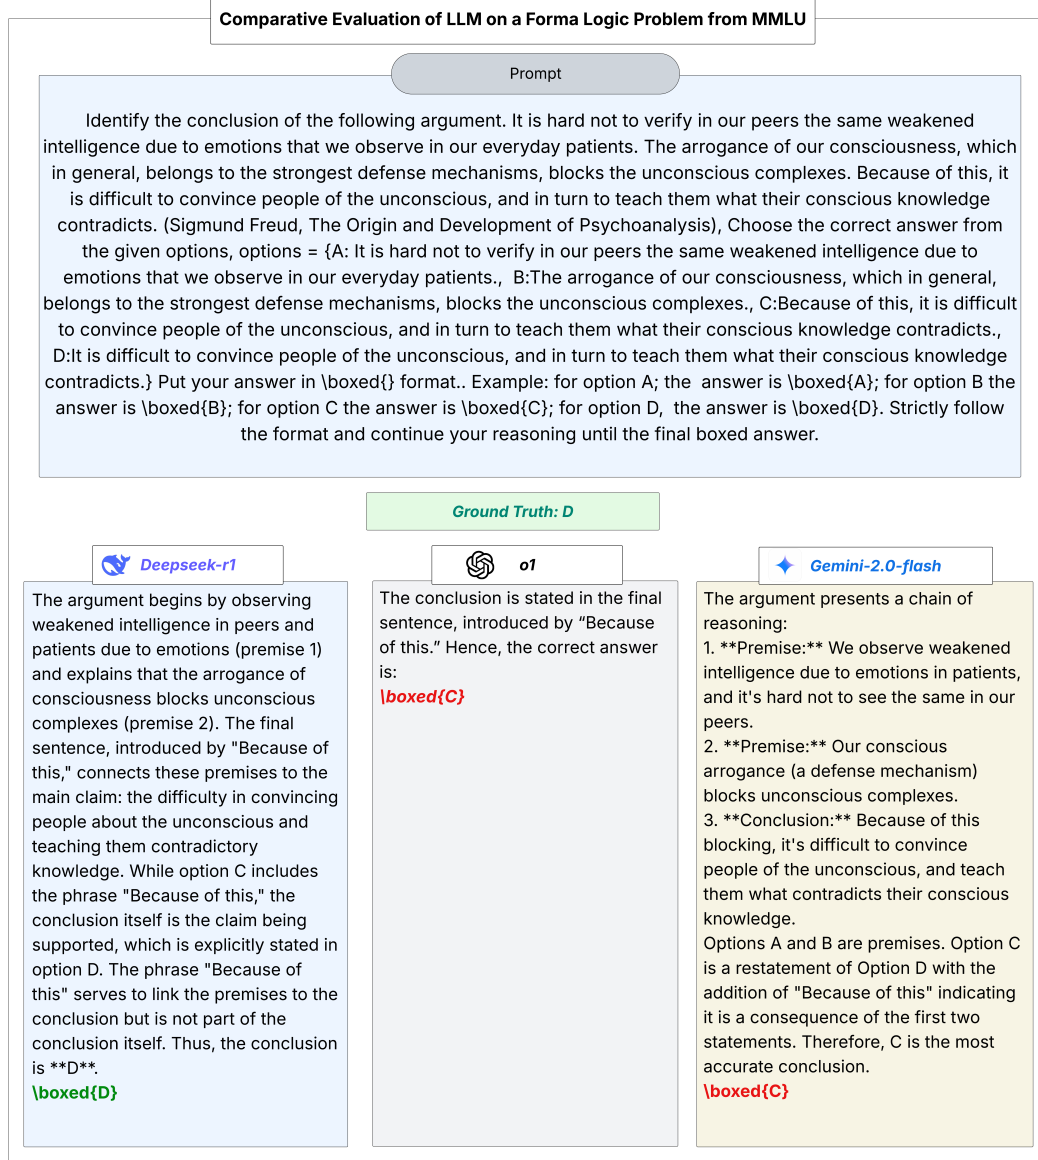 Comparative Evaluation of LLM on a Forma Logic Problem from MMLU
Prompt
Identify the conclusion of the following argument. It is hard not to verify in our peers the same weakened
intelligence due to emotions that we observe in our everyday patients. The arrogance of our consciousness, which
in general, belongs to the strongest defense mechanisms, blocks the unconscious complexes. Because of this, it
is difficult to convince people of the unconscious, and in turn to teach them what their conscious knowledge
contradicts. (Sigmund Freud, The Origin and Development of Psychoanalysis), Choose the correct answer from
the given options, options = {A: It is hard not to verify in our peers the same weakened intelligence due to
emotions that we observe in our everyday patients.,  B:The arrogance of our consciousness, which in general,
belongs to the strongest defense mechanisms, blocks the unconscious complexes., C:Because of this, it is difficult
to convince people of the unconscious, and in turn to teach them what their conscious knowledge contradicts.,
D:It is difficult to convince people of the unconscious, and in turn to teach them what their conscious knowledge
contradicts.} Put your answer in \boxed{} format.. Example: for option A; the  answer is \boxed{A}; for option B the
answer is \boxed{B}; for option C the answer is \boxed{C}; for option D,  the answer is \boxed{D}. Strictly follow
the format and continue your reasoning until the final boxed answer.
Ground Truth: D
Deepseek-r1
The argument begins by observing
weakened intelligence in peers and
patients due to emotions (premise 1)
and explains that the arrogance of
consciousness blocks unconscious
complexes (premise 2). The final
sentence, introduced by "Because of
this," connects these premises to the
main claim: the difficulty in convincing
people about the unconscious and
teaching them contradictory
knowledge. While option C includes
the phrase "Because of this," the
conclusion itself is the claim being
supported, which is explicitly stated in
option D. The phrase "Because of
this" serves to link the premises to the
conclusion but is not part of the
conclusion itself. Thus, the conclusion
is **D**.
\boxed{D}
o1
The conclusion is stated in the final
sentence, introduced by “Because
of this.” Hence, the correct answer
is:
\boxed{C}
Gemini-2.0-flash
The argument presents a chain of
reasoning:
1. **Premise:** We observe weakened
intelligence due to emotions in patients,
and it's hard not to see the same in our
peers.
2. **Premise:** Our conscious
arrogance (a defense mechanism)
blocks unconscious complexes.
3. **Conclusion:** Because of this
blocking, it's difficult to convince
people of the unconscious, and teach
them what contradicts their conscious
knowledge.
Options A and B are premises. Option C
is a restatement of Option D with the
addition of "Because of this" indicating
it is a consequence of the first two
statements. Therefore, C is the most
accurate conclusion.
\boxed{C}